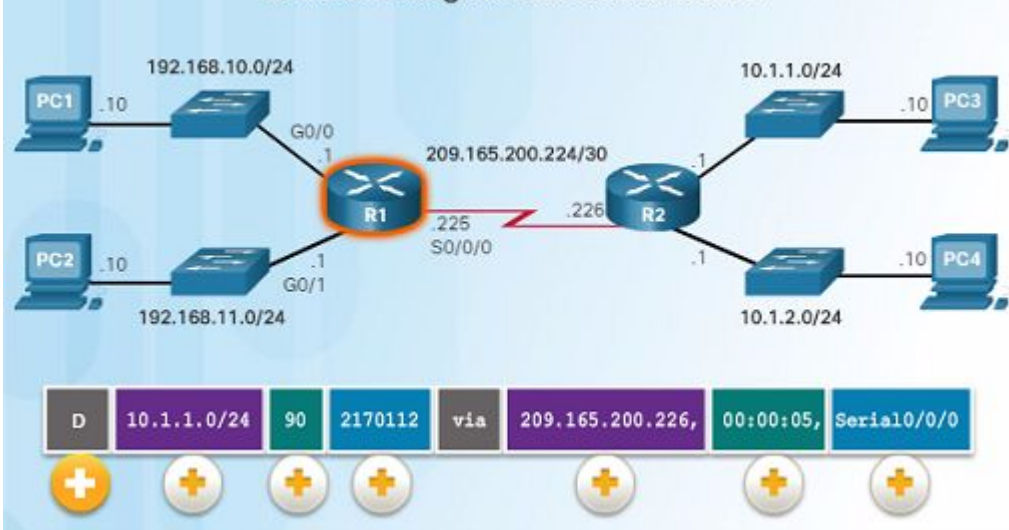 192.168.10.0/24
10.1.1.0/24
PC1
.10
.10
PC3
G0/0
.1
209.165.200.224/30
.1
R1
.226
R2
.225
S0/0/0
PC2
.10
.1
G0/1
.1
.10
PC4
192.168.11.0/24
10.1.2.0/24
D 10.1.1.0/24 90 2170112 via 209.165.200.226, 00:00:05, Serial0/0/0